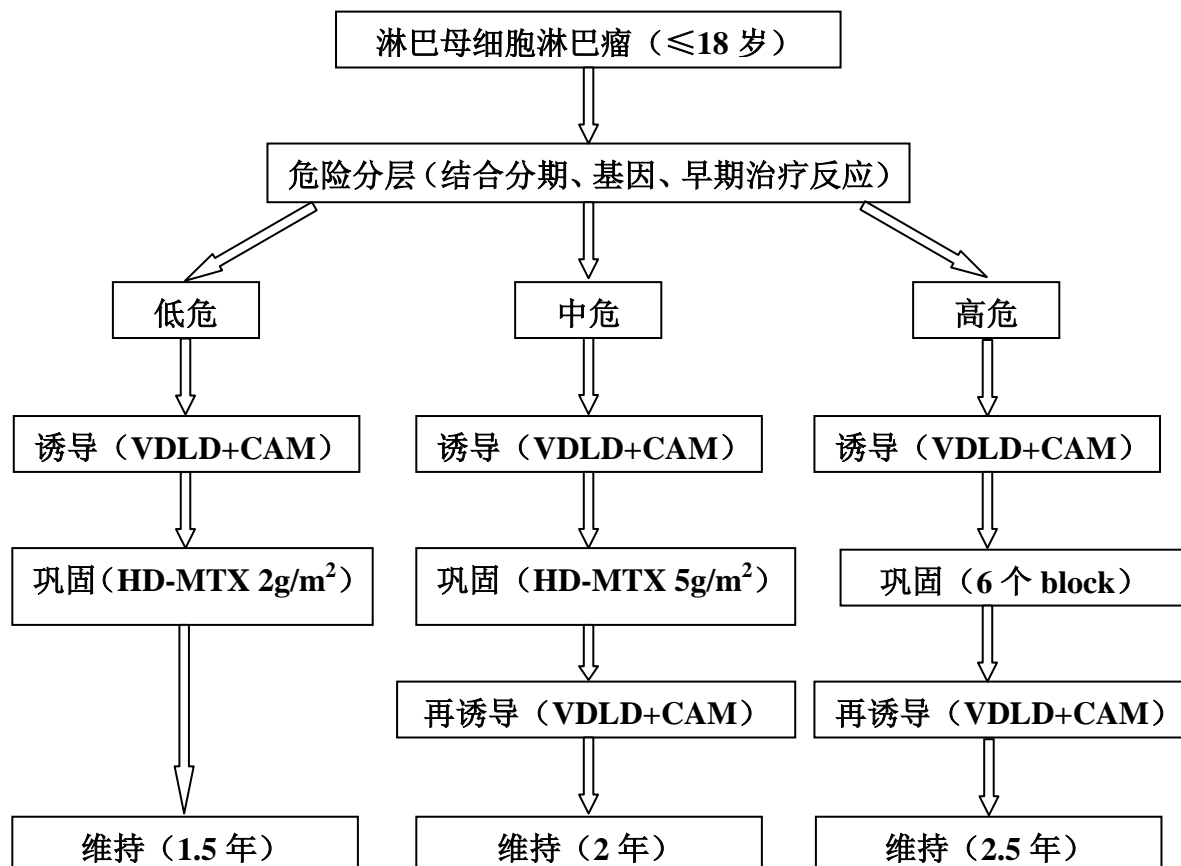 淋巴母细胞淋巴瘤（≤18 岁）
危险分层（结合分期、基因、早期治疗反应）
低危
中危
高危
诱导（VDLD+CAM）
诱导（VDLD+CAM）
诱导（VDLD+CAM）
巩固（HD-MTX 2g/m²）
巩固（HD-MTX 5g/m²）
巩固（6 个 block）
再诱导（VDLD+CAM）
再诱导（VDLD+CAM）
维持（1.5 年）
维持（2 年）
维持（2.5 年）